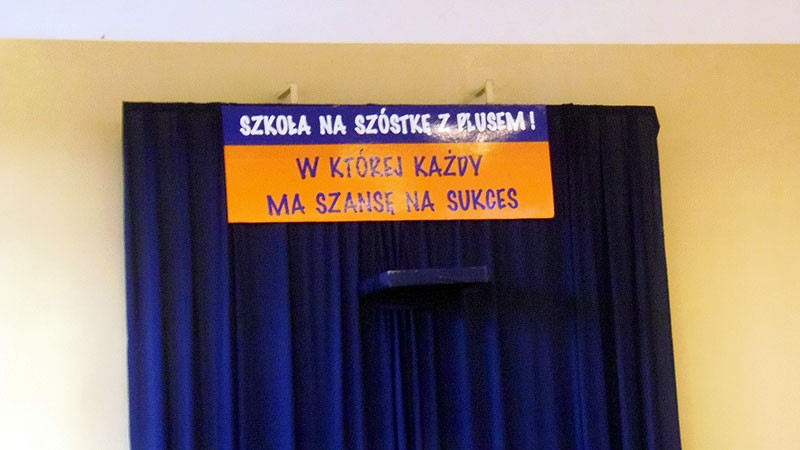 SZKOŁA NA SZÓSTKĘ Z PLUSEM!
W KTÓREJ KAŻDY
MA SZANSĘ NA SUKCES